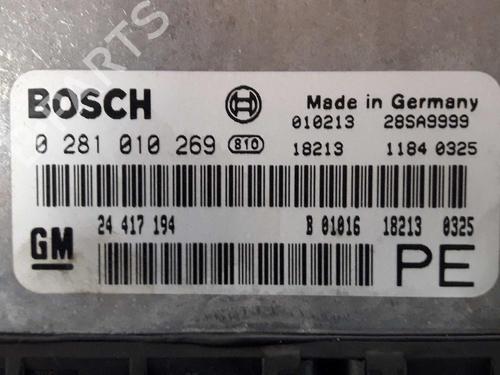 PARTS
BOSCH
Made in Germany
010213 28SA9999
0 281 010 269 810
18213 1184 0325
24 417 194 B 01016 18213 0325
GM
PE